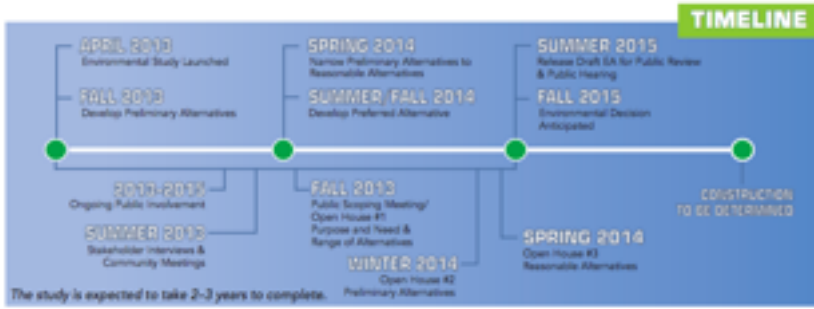 TIMELINE
APRIL 2013
Environmental Study Launched
FALL 2013
Develop Preliminary Alternatives
SPRING 2014
Narrow Preliminary Alternatives to
Reasonable Alternatives
SUMMER/FALL 2014
Develop Preferred Alternative
SUMMER 2015
Release Draft EA for Public Review
& Public Hearing
FALL 2015
Environmental Decision
Anticipated
2013-2015
Ongoing Public Involvement
SUMMER 2013
Stakeholder Interviews &
Community Meetings
FALL 2013
Public Scoping Meeting/
Open House #1
Purpose and Need &
Range of Alternatives
WINTER 2014
Open House #2
Preliminary Alternatives
SPRING 2014
Open House #3
Reasonable Alternatives
CONSTRUCTION
TO BE DETERMINED
The study is expected to take 2-3 years to complete.